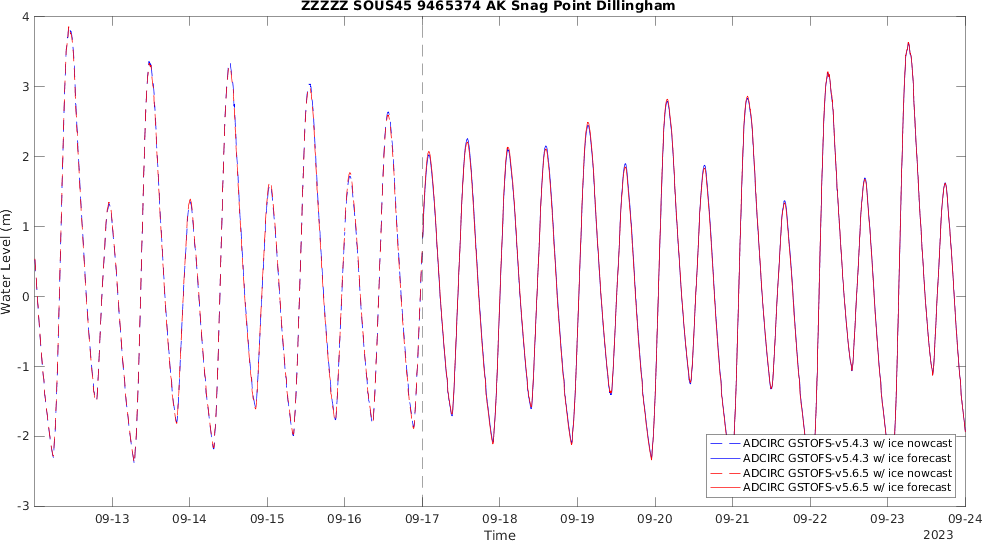 ZZZZZ SOUS45 9465374 AK Snag Point Dillingham
Water Level (m)
4
3
2
1
0
-1
-2
-3
ADCIRC GSTOFS-v5.4.3 w/ ice nowcast
ADCIRC GSTOFS-v5.4.3 w/ ice forecast
ADCIRC GSTOFS-v5.6.5 w/ ice nowcast
ADCIRC GSTOFS-v5.6.5 w/ ice forecast
09-13 09-14 09-15 09-16 09-17 09-18 09-19 09-20 09-21 09-22 09-23 09-24
Time
2023